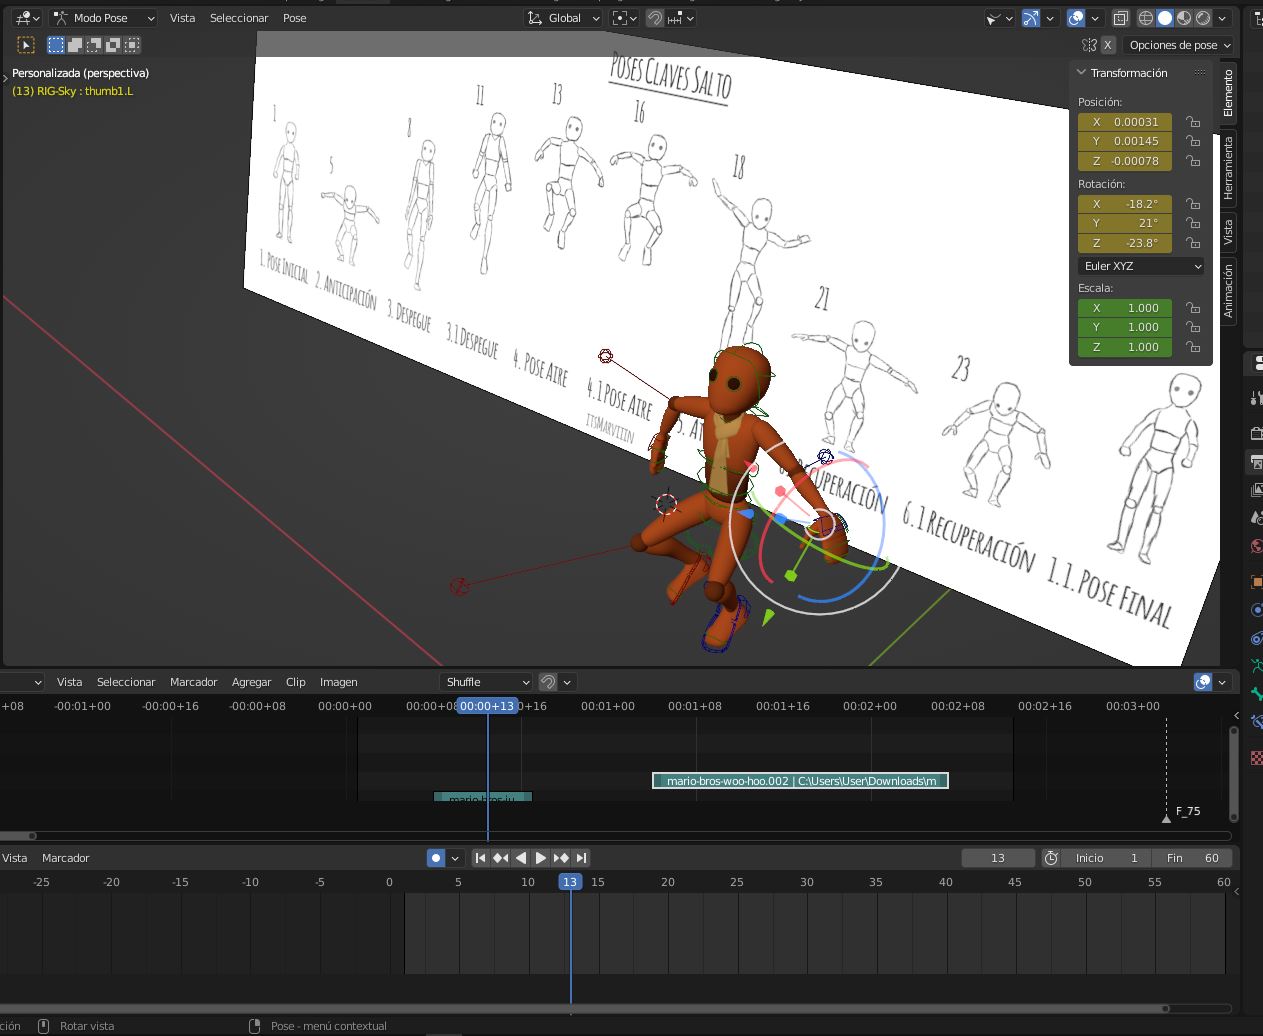 Modo Pose Vista Seleccionar Pose Global
X Opciones de pose
Personalizada (perspectiva)
(13) RIG-Sky : thumb1.L
Transformación
Posición:
X 0.00031
Y 0.00145
Z -0.00078
Rotación:
X -18.2°
Y 21°
Z -23.8°
Euler XYZ
Escala:
X 1.000
Y 1.000
Z 1.000
Elemento
Herramienta
Vista
Animación
POSES CLAVES SALTO
1
5
8
11
13
16
18
21
23
1. POSE INICIAL
2. ANTICIPACIÓN
3. DESPEGUE
3.1 DESPEGUE
4. POSE AIRE
4.1 POSE AIRE
ITSMARVIIIN
5. AT
RECUPERACIÓN
6.1 RECUPERACIÓN
1.1. POSE FINAL
Vista Seleccionar Marcador Agregar Clip Imagen Shuffle
+08 -00:01+00 -00:00+16 -00:00+08 00:00+00 00:00+08 00:00+13 0+16 00:01+00 00:01+08 00:01+16 00:02+00 00:02+08 00:02+16 00:03+00
mario-bros-woo-hoo.002 | C:\Users\User\Downloads\m
mario-bros-ju
F_75
Vista Marcador 13 Inicio 1 Fin 60
-25 -20 -15 -10 -5 0 5 10 13 15 20 25 30 35 40 45 50 55 60
ción Rotar vista Pose - menú contextual